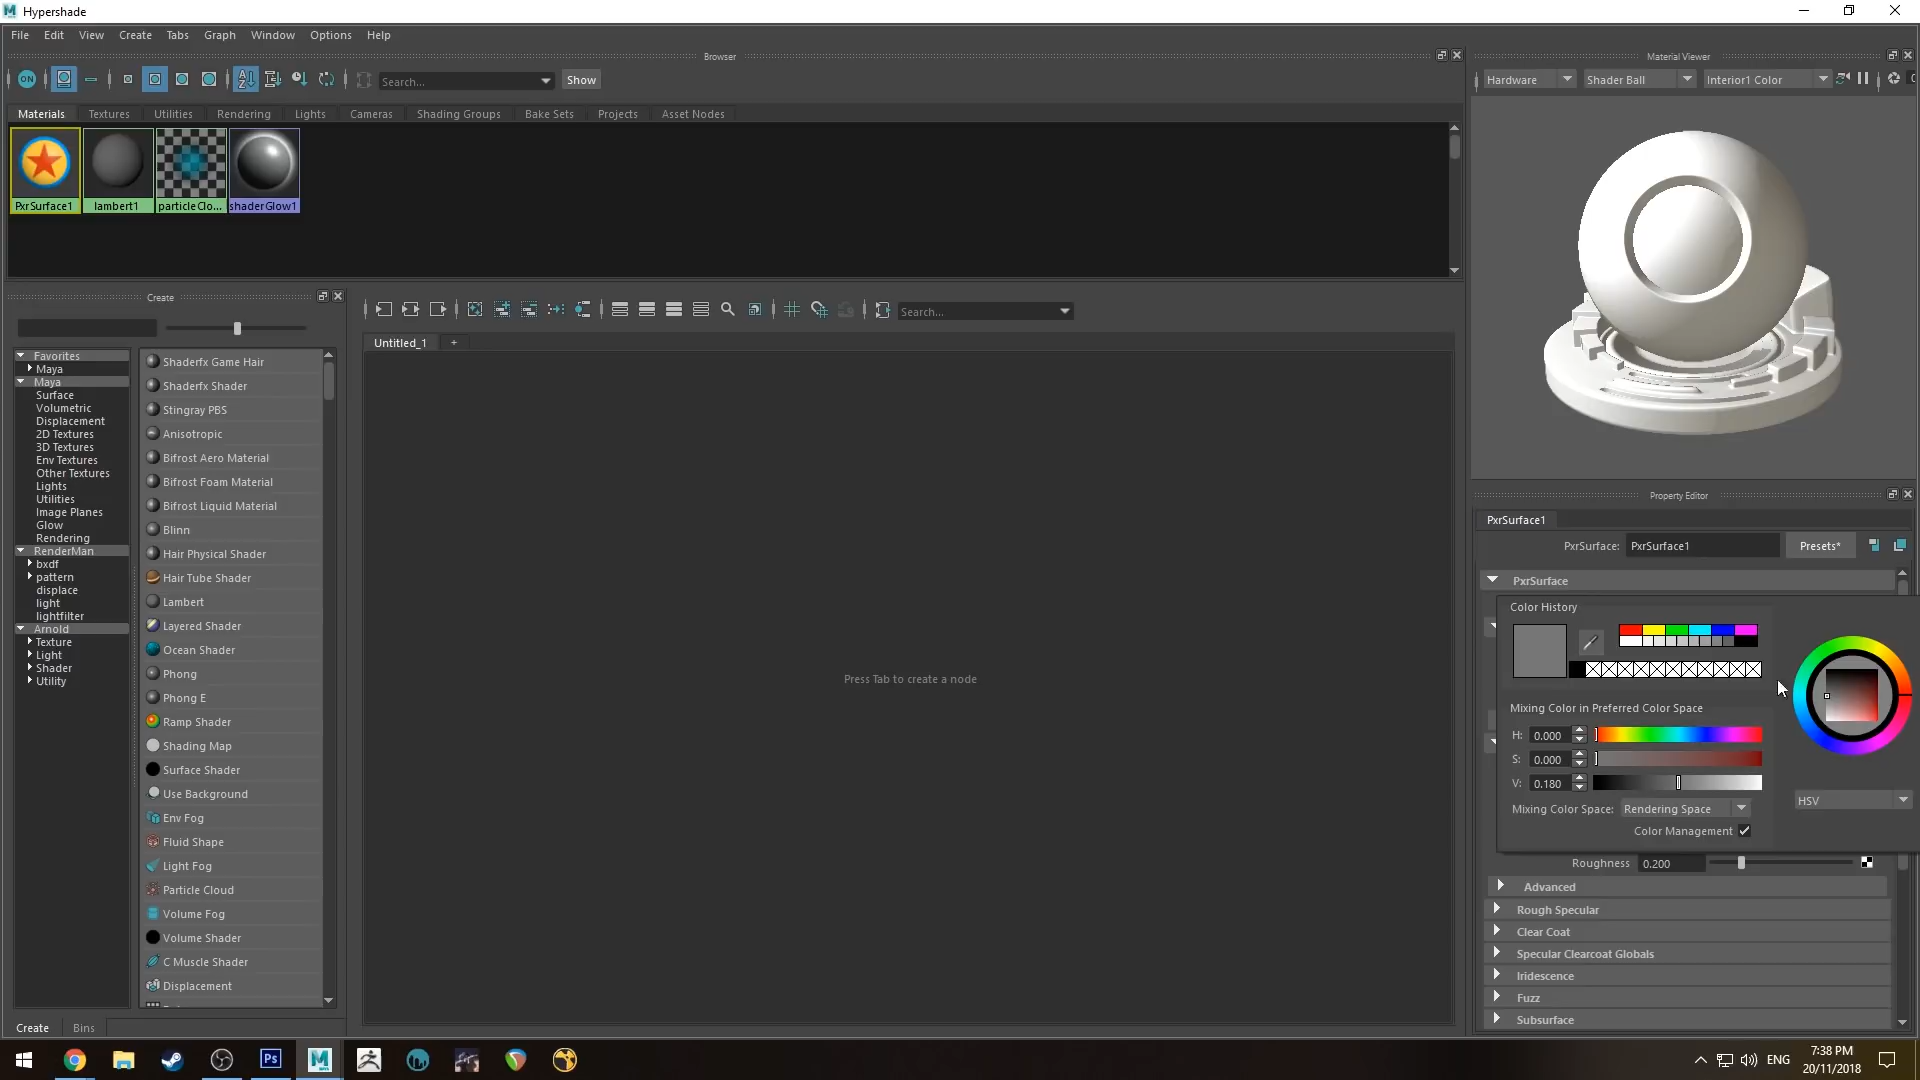 Hypershade
File Edit View Create Tabs Graph Window Options Help
Browser
ON Search... Show
Materials Textures Utilities Rendering Lights Cameras Shading Groups Bake Sets Projects Asset Nodes
PxrSurface1 lambert1 particleClo... shaderGlow1
Material Viewer
Hardware Shader Ball Interior1 Color
Create
Search...
Untitled_1 +
Favorites
Maya
Maya
Surface
Volumetric
Displacement
2D Textures
3D Textures
Env Textures
Other Textures
Lights
Utilities
Image Planes
Glow
Rendering
RenderMan
bxdf
pattern
displace
light
lightfilter
Arnold
Texture
Light
Shader
Utility
Shaderfx Game Hair
Shaderfx Shader
Stingray PBS
Anisotropic
Bifrost Aero Material
Bifrost Foam Material
Bifrost Liquid Material
Blinn
Hair Physical Shader
Hair Tube Shader
Lambert
Layered Shader
Ocean Shader
Phong
Phong E
Ramp Shader
Shading Map
Surface Shader
Use Background
Env Fog
Fluid Shape
Light Fog
Particle Cloud
Volume Fog
Volume Shader
C Muscle Shader
Displacement
Create Bins
Press Tab to create a node
Property Editor
PxrSurface1
PxrSurface: PxrSurface1 Presets*
PxrSurface
Color History
Mixing Color in Preferred Color Space
H: 0.000
S: 0.000
V: 0.180
HSV
Mixing Color Space: Rendering Space
Color Management
Roughness 0.200
Advanced
Rough Specular
Clear Coat
Specular Clearcoat Globals
Iridescence
Fuzz
Subsurface
Ps M ENG 7:38 PM
20/11/2018